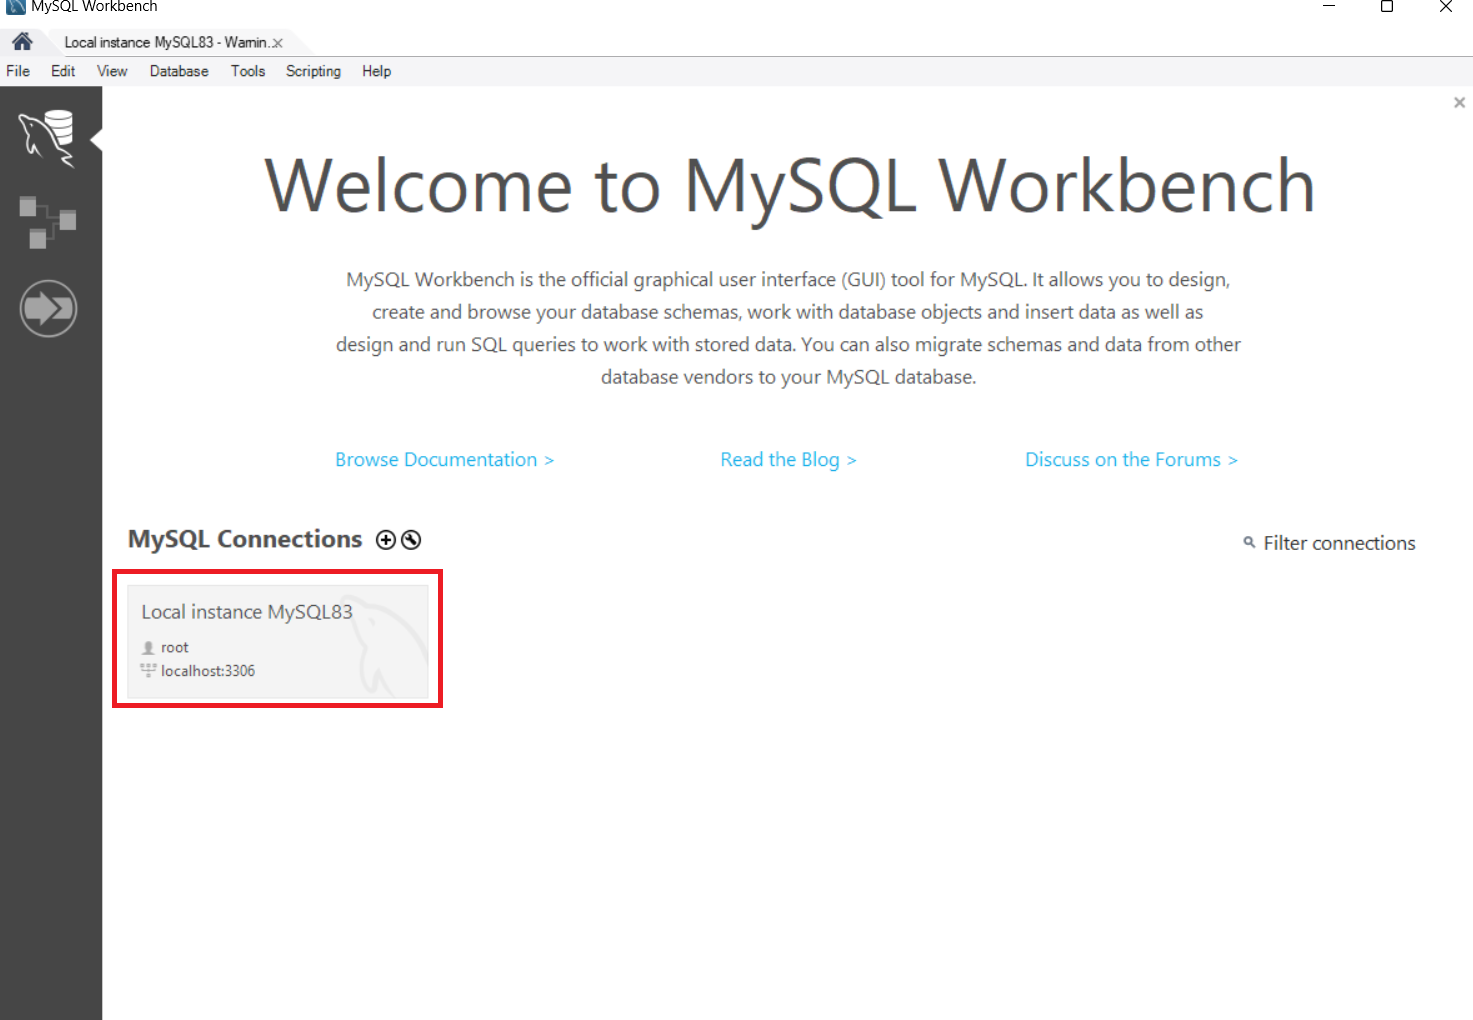 MySQL Workbench
Local instance MySQL83 - Warnin...
File Edit View Database Tools Scripting Help
Welcome to MySQL Workbench
MySQL Workbench is the official graphical user interface (GUI) tool for MySQL. It allows you to design,
create and browse your database schemas, work with database objects and insert data as well as
design and run SQL queries to work with stored data. You can also migrate schemas and data from other
database vendors to your MySQL database.
Browse Documentation > Read the Blog > Discuss on the Forums >
MySQL Connections
Filter connections
Local instance MySQL83
root
localhost:3306